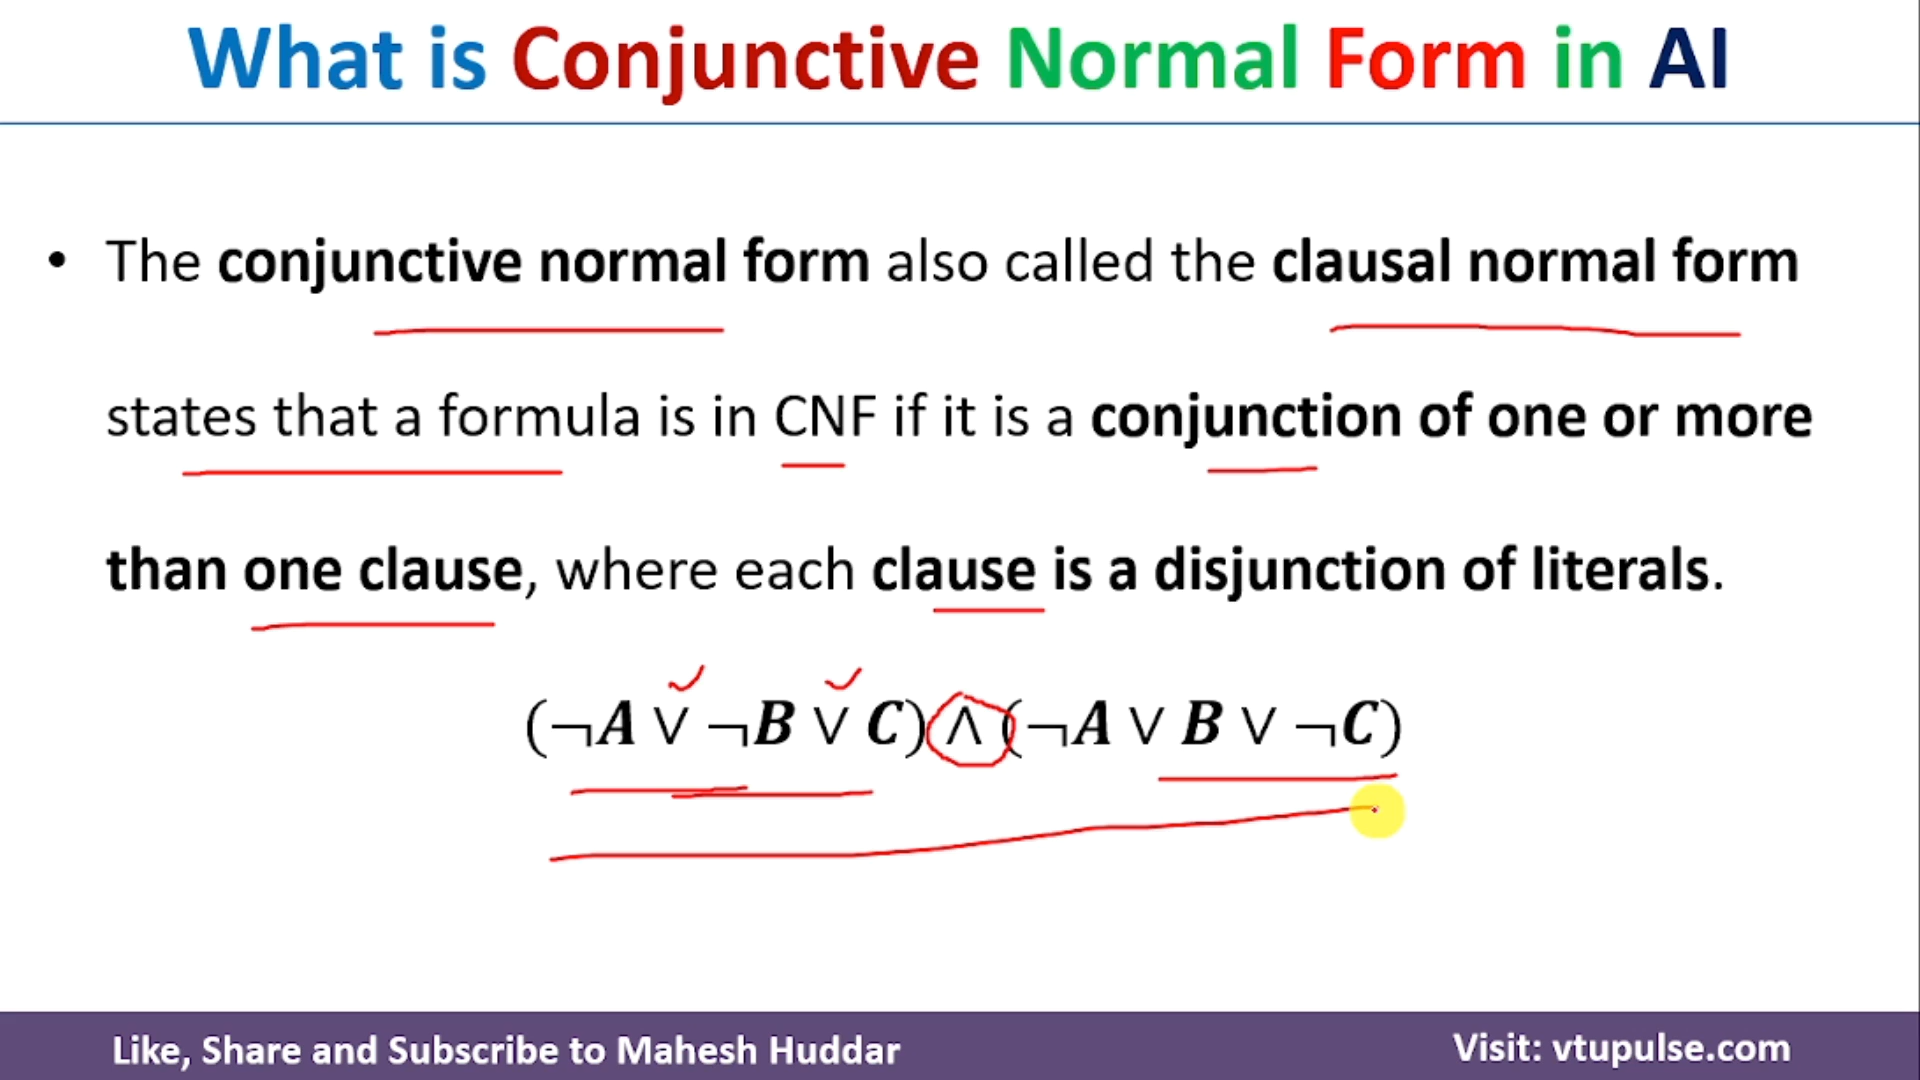 What is Conjunctive Normal Form in AI
• The conjunctive normal form also called the clausal normal form
states that a formula is in CNF if it is a conjunction of one or more
than one clause, where each clause is a disjunction of literals.
(¬A ∨ ¬B ∨ C) ∧ (¬A ∨ B ∨ ¬C)
Like, Share and Subscribe to Mahesh Huddar
Visit: vtupulse.com